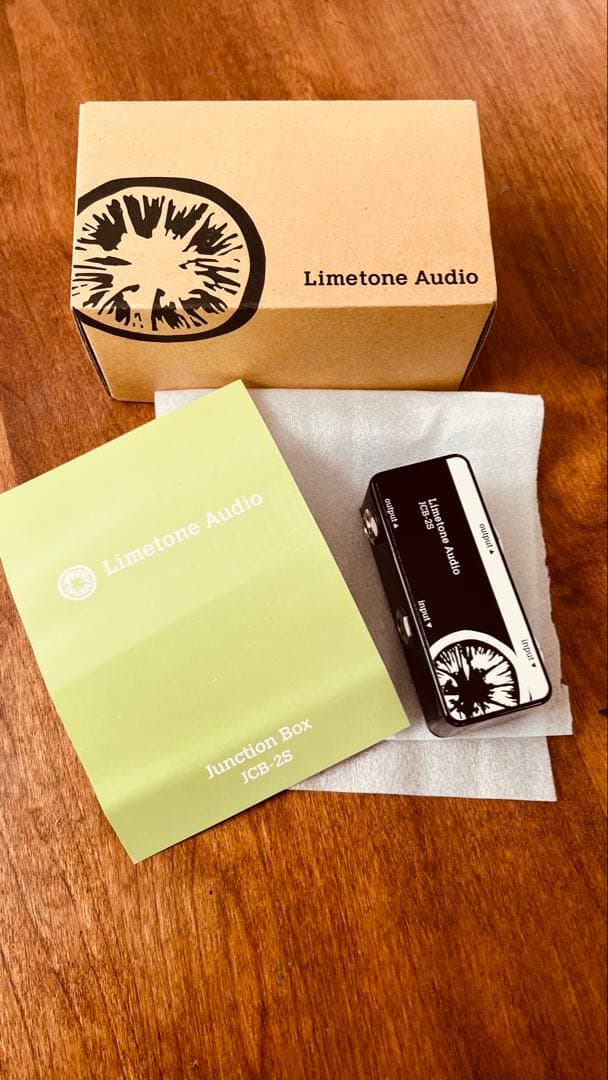 Limetone Audio
Limetone Audio
Junction Box
JCB-2S
output▲
Limetone Audio
JCB-2S
output▲
input▼
input▼